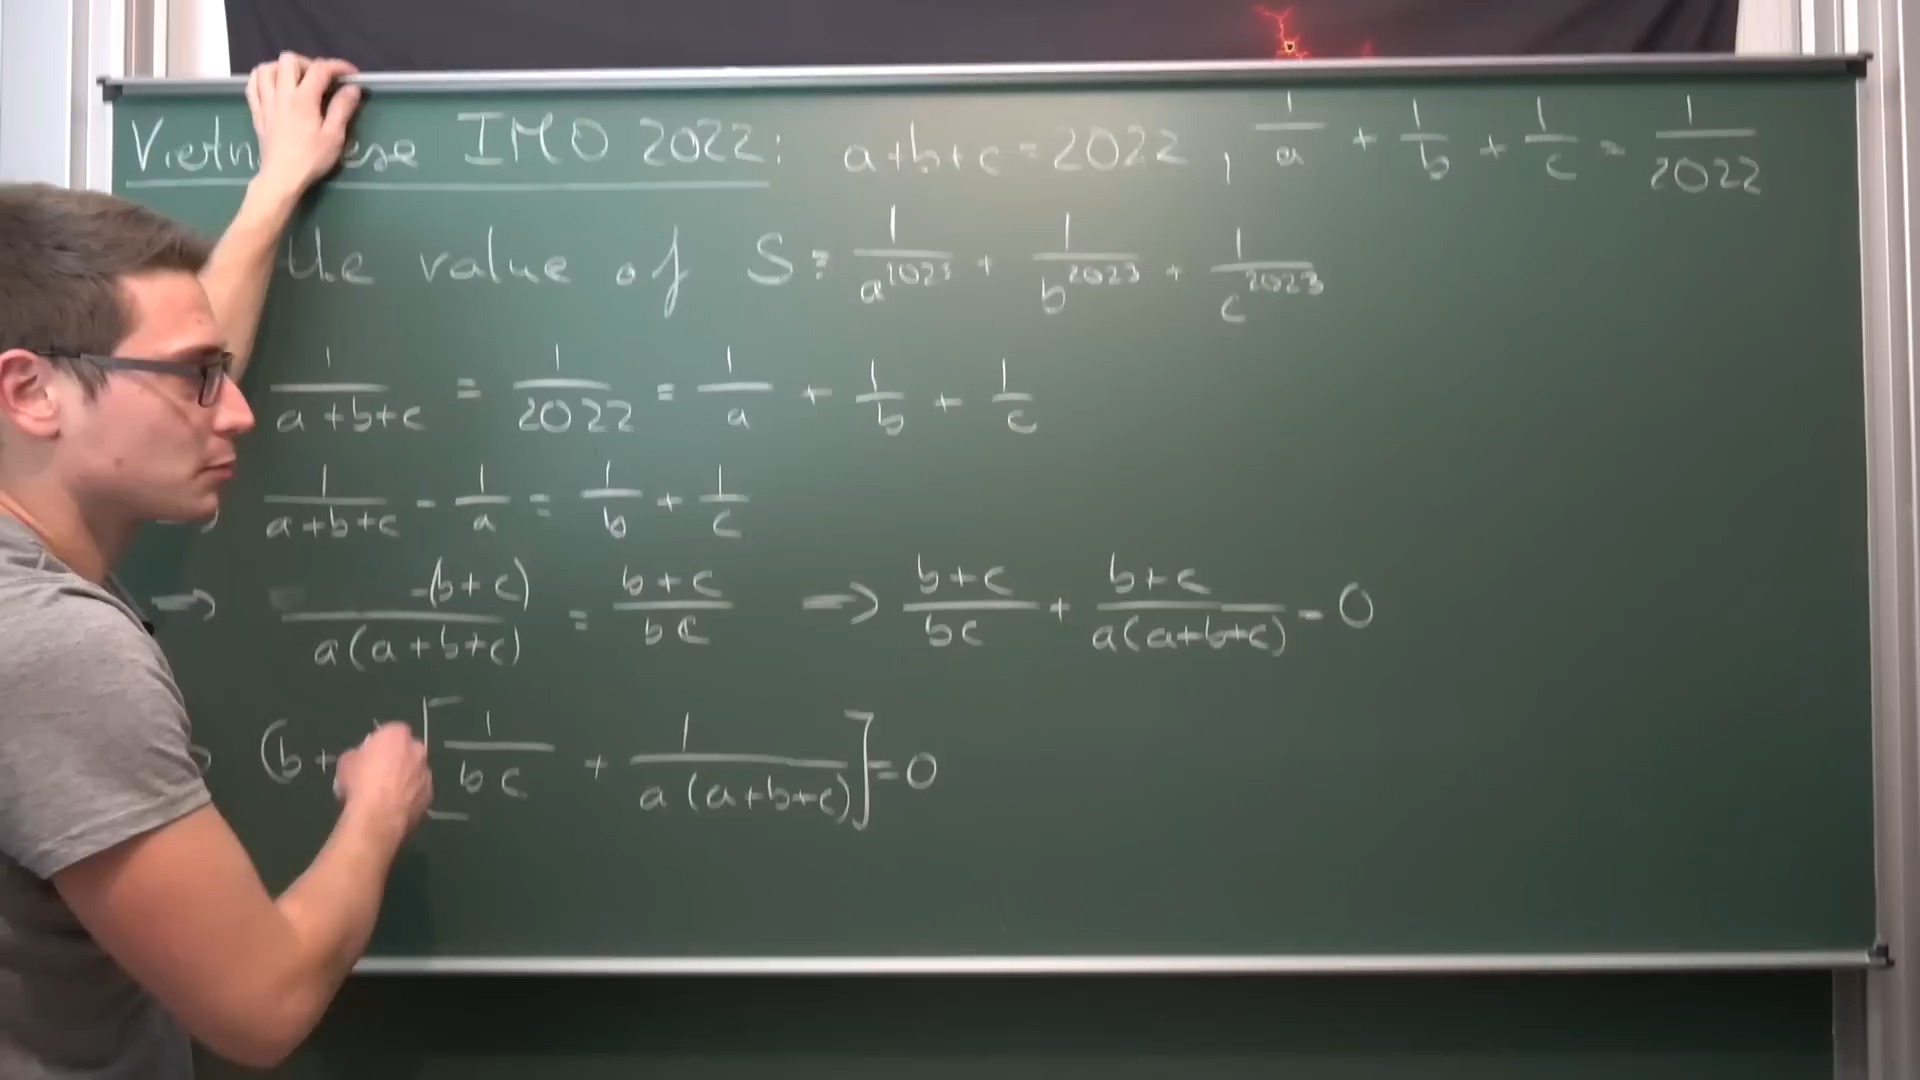 IMO 2022: a+b+c=2022, 1/a + 1/b + 1/c = 1/2022
the value of S = 1/a^2023 + 1/b^2023 + 1/c^2023
1/(a+b+c) = 1/2022 = 1/a + 1/b + 1/c
1/(a+b+c) - 1/a = 1/b + 1/c
⇒ -(b+c)/(a(a+b+c)) = (b+c)/(bc) ⇒ (b+c)/(bc) + (b+c)/(a(a+b+c)) = 0
(b+ [1/(bc) + 1/(a(a+b+c))] = 0